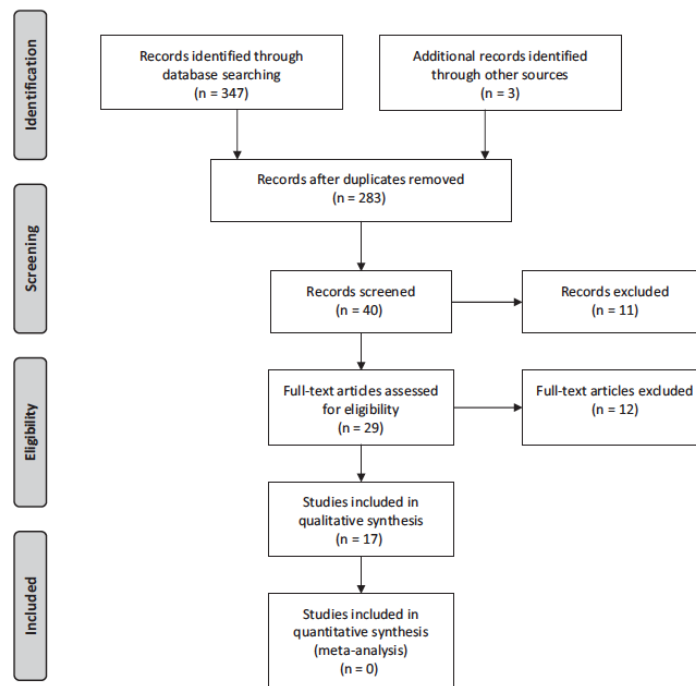 Identification
Records identified through
database searching
(n = 347)
Additional records identified
through other sources
(n = 3)
Records after duplicates removed
(n = 283)
Screening
Records screened
(n = 40)
Records excluded
(n = 11)
Eligibility
Full-text articles assessed
for eligibility
(n = 29)
Full-text articles excluded
(n = 12)
Studies included in
qualitative synthesis
(n = 17)
Included
Studies included in
quantitative synthesis
(meta-analysis)
(n = 0)